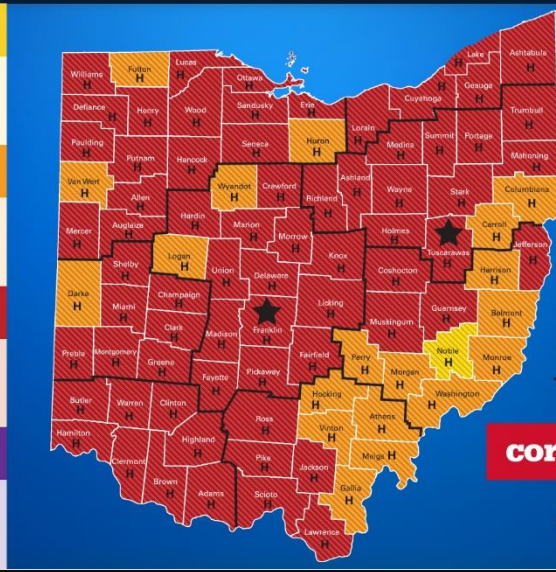 Williams
H
Fulton
H
Lucas
H
Ottawa
H
Lake
H
Ashtabula
H
Geauga
H
Cuyahoga
H
Defiance
H
Henry
H
Wood
H
Sandusky
H
Erie
H
Lorain
H
Trumbull
H
Paulding
H
Putnam
H
Hancock
H
Seneca
H
Huron
H
Medina
H
Summit
H
Portage
H
Mahoning
H
Van Wert
H
Allen
H
Wyandot
H
Crawford
H
Richland
H
Ashland
H
Wayne
H
Stark
H
Columbiana
H
Mercer
H
Auglaize
H
Hardin
H
Marion
H
Morrow
H
Holmes
H
Tuscarawas
H
Carroll
H
Jefferson
H
Shelby
H
Logan
H
Union
H
Delaware
H
Knox
H
Coshocton
H
Harrison
H
Darke
H
Miami
H
Champaign
H
Licking
H
Muskingum
H
Guernsey
H
Belmont
H
Clark
H
Madison
H
Franklin
H
Fairfield
H
Perry
H
Morgan
H
Noble
H
Monroe
H
Preble
H
Montgomery
H
Greene
H
Fayette
H
Pickaway
H
Hocking
H
Athens
H
Washington
H
Butler
H
Warren
H
Clinton
H
Ross
H
Vinton
H
Meigs
H
Hamilton
H
Clermont
H
Highland
H
Pike
H
Jackson
H
Gallia
H
Brown
H
Adams
H
Scioto
H
Lawrence
H
cor